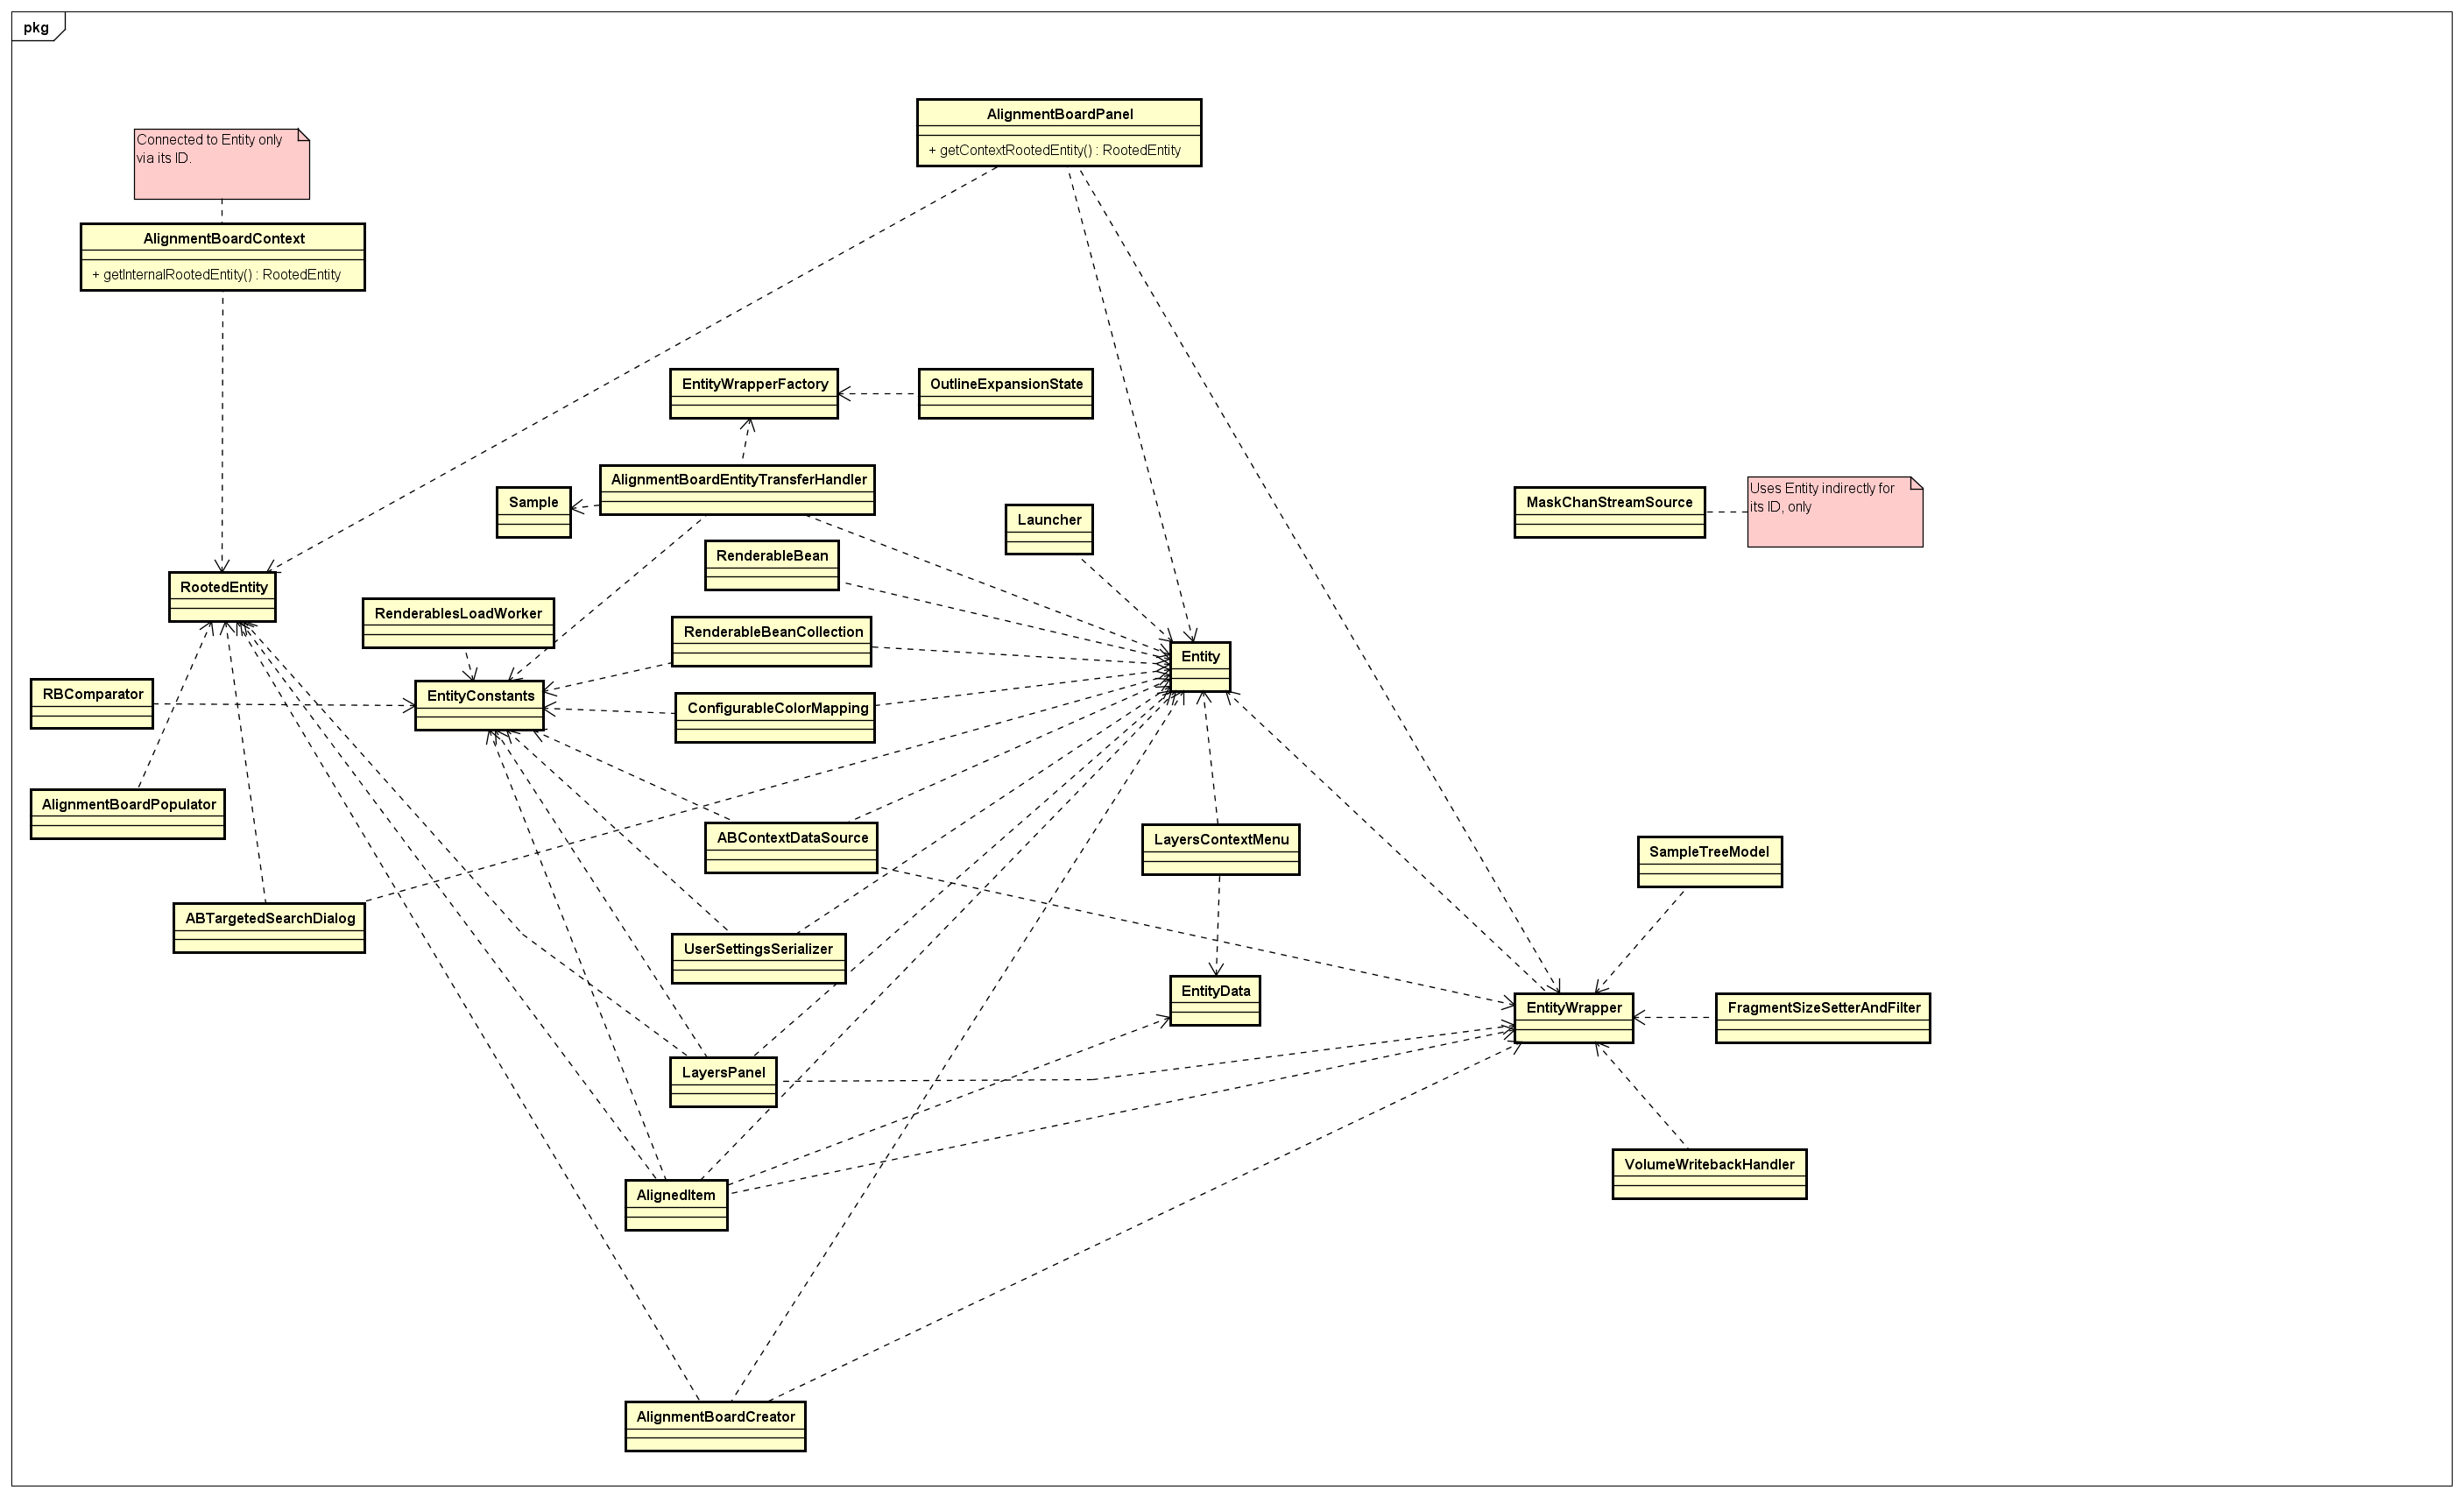 pkg
AlignmentBoardPanel
+ getContextRootedEntity() : RootedEntity
Connected to Entity only
via its ID.
AlignmentBoardContext
+ getInternalRootedEntity() : RootedEntity
EntityWrapperFactory
OutlineExpansionState
AlignmentBoardEntityTransferHandler
Sample
Launcher
MaskChanStreamSource
Uses Entity indirectly for
its ID, only
RenderableBean
RootedEntity
RenderablesLoadWorker
RenderableBeanCollection
Entity
RBComparator
EntityConstants
ConfigurableColorMapping
AlignmentBoardPopulator
ABContextDataSource
LayersContextMenu
SampleTreeModel
ABTargetedSearchDialog
UserSettingsSerializer
EntityData
EntityWrapper
FragmentSizeSetterAndFilter
LayersPanel
VolumeWritebackHandler
AlignedItem
AlignmentBoardCreator